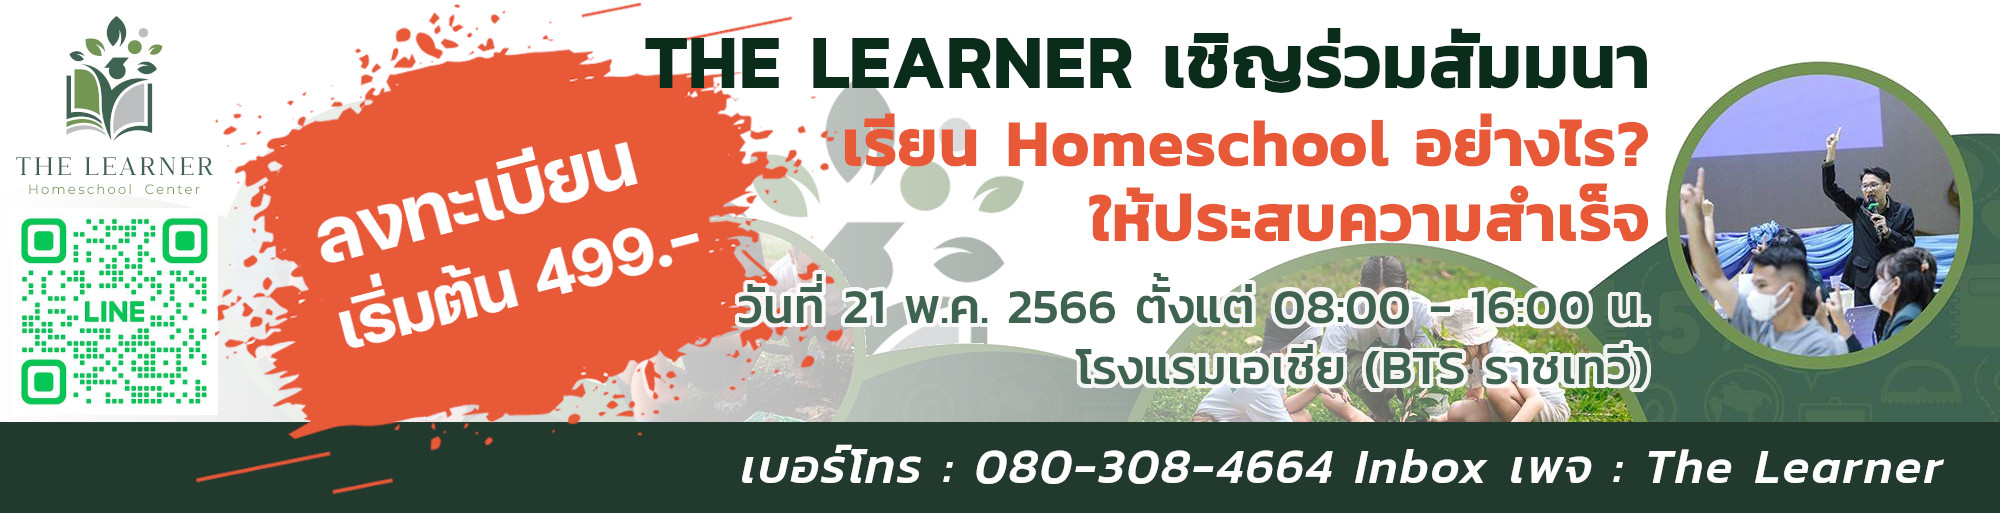 THE LEARNER
Homeschool Center
LINE
ลงทะเบียน
เริ่มต้น 499.-
THE LEARNER เชิญร่วมสัมมนา
เรียน Homeschool อย่างไร?
ให้ประสบความสำเร็จ
วันที่ 21 พ.ค. 2566 ตั้งแต่ 08:00 - 16:00 น.
โรงแรมเอเชีย (BTS ราชเทวี)
เบอร์โทร : 080-308-4664 Inbox เพจ : The Learner